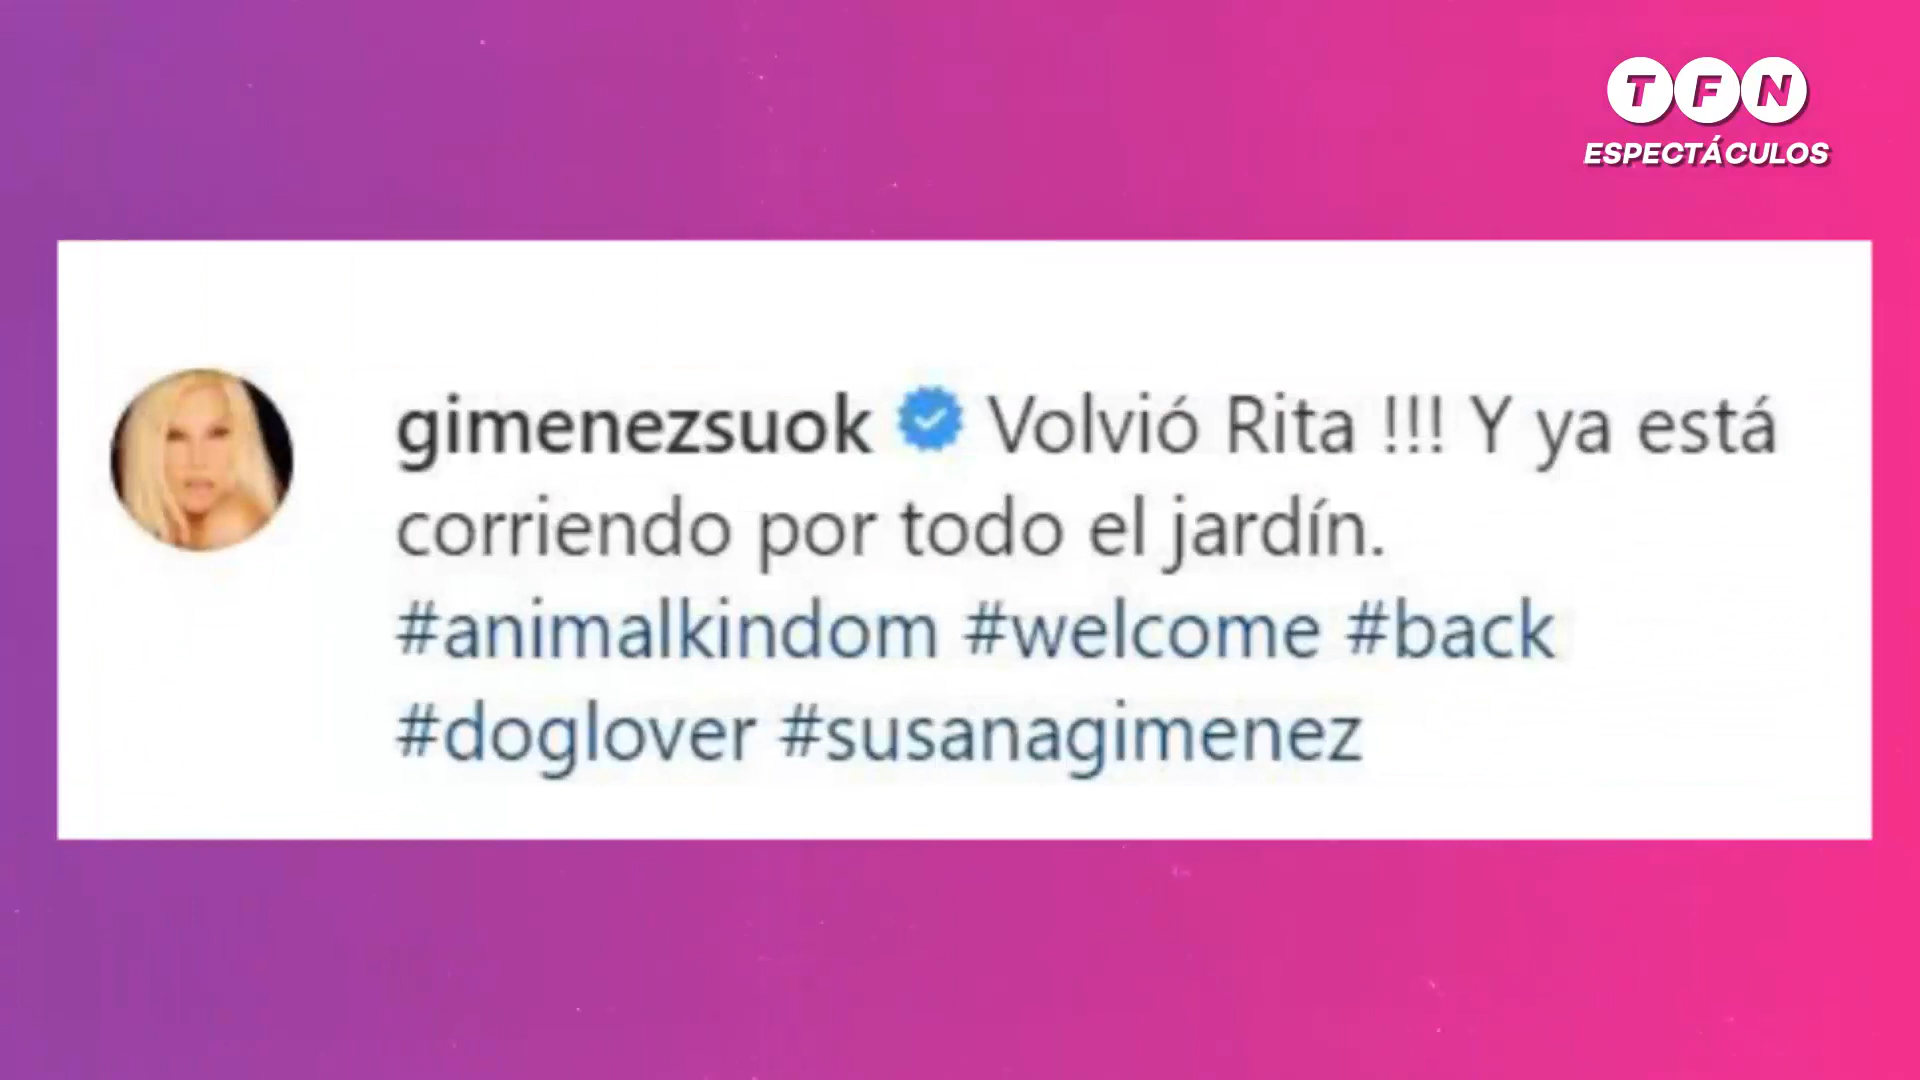 TFN
ESPECTÁCULOS
gimenezsuok Volvió Rita !!! Y ya está
corriendo por todo el jardín.
#animalkindom #welcome #back
#doglover #susanagimenez